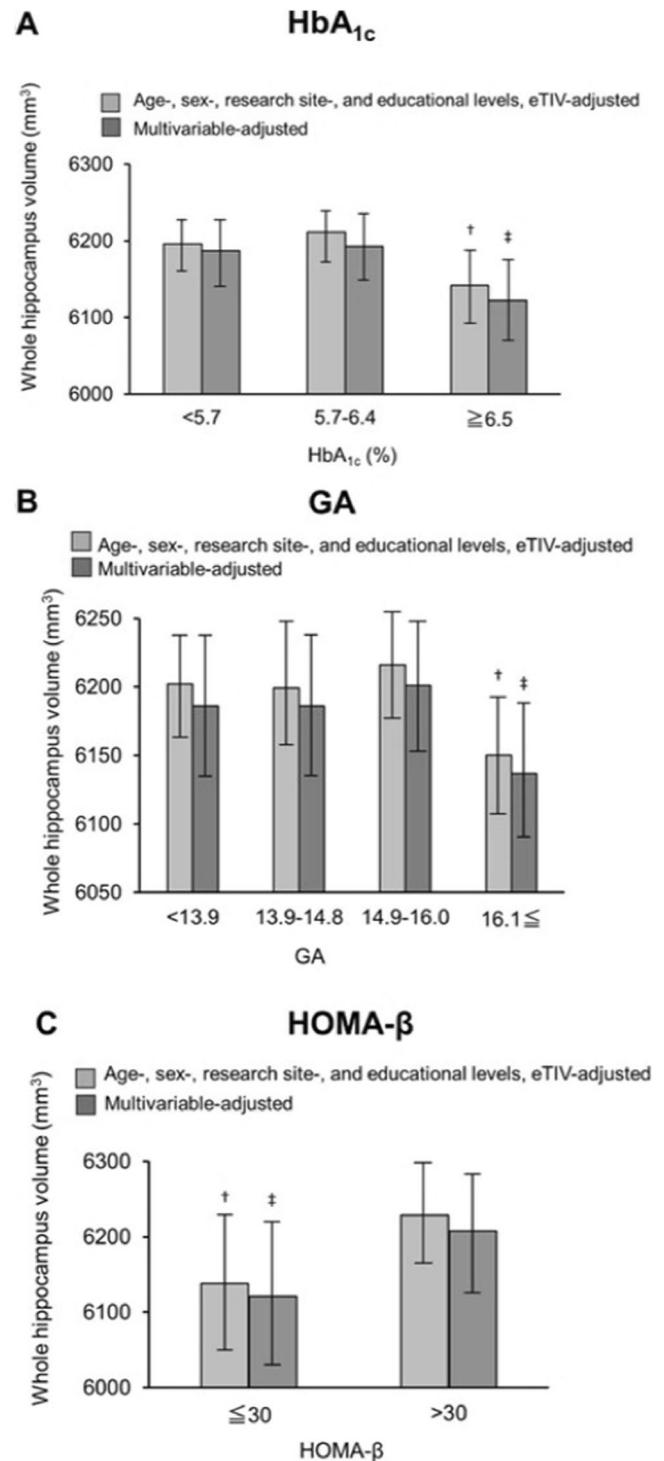 A
HbA1c
Age-, sex-, research site-, and educational levels, eTIV-adjusted
Multivariable-adjusted
Whole hippocampus volume (mm3)
6300
6200
6100
6000
†
‡
<5.7
5.7-6.4
≧6.5
HbA1c (%)
B
GA
Age-, sex-, research site-, and educational levels, eTIV-adjusted
Multivariable-adjusted
Whole hippocampus volume (mm3)
6250
6200
6150
6100
6050
†
‡
<13.9
13.9-14.8
14.9-16.0
16.1≦
GA
C
HOMA-β
Age-, sex-, research site-, and educational levels, eTIV-adjusted
Multivariable-adjusted
Whole hippocampus volume (mm3)
6300
6200
6100
6000
†
‡
≦30
>30
HOMA-β